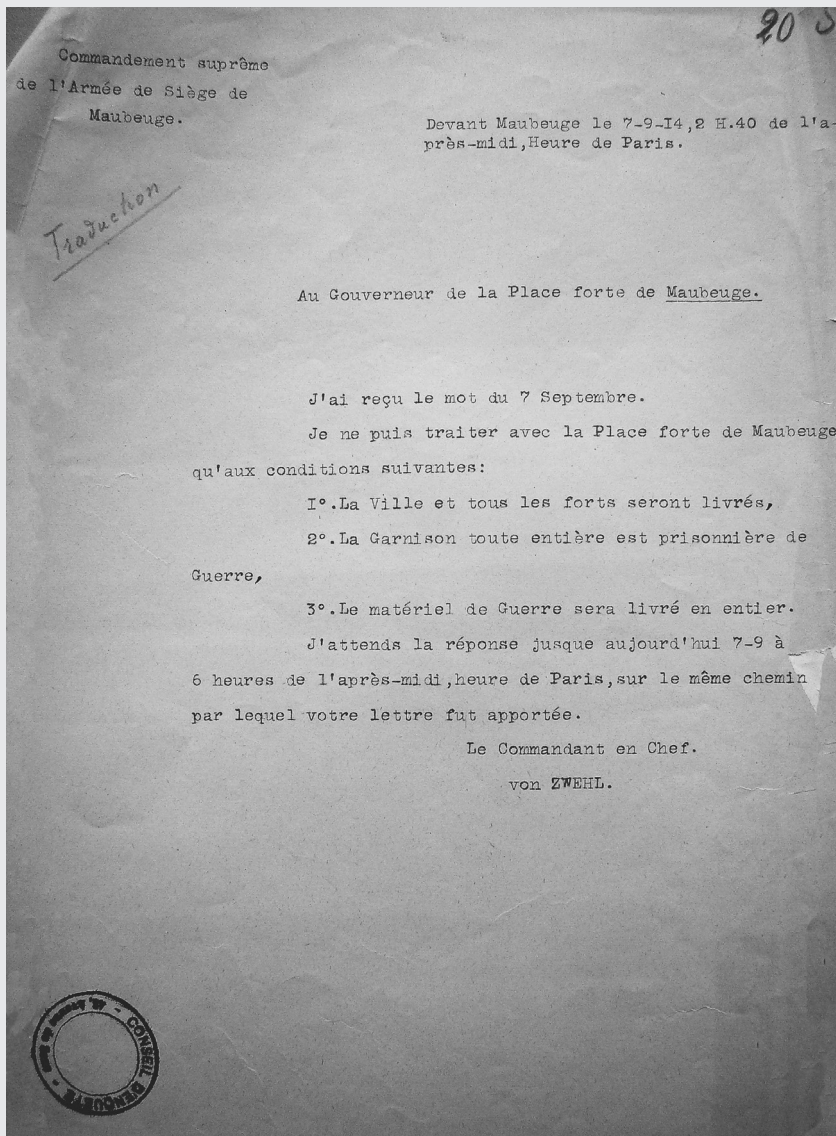 20
Commandement suprême
de l'Armée de Siège de
Maubeuge.
Devant Maubeuge le 7-9-I4,2 H.40 de l'a-
près-midi,Heure de Paris.
Traduction
Au Gouverneur de la Place forte de Maubeuge.
J'ai reçu le mot du 7 Septembre.
Je ne puis traiter avec la Place forte de Maubeuge
qu'aux conditions suivantes:
I°.La Ville et tous les forts seront livrés,
2°.La Garnison toute entière est prisonnière de
Guerre,
3°.Le matériel de Guerre sera livré en entier.
J'attends la réponse jusque aujourd'hui 7-9 à
6 heures de l'après-midi,heure de Paris,sur le même chemin
par lequel votre lettre fut apportée.
Le Commandant en Chef.
von ZWEHL.
CONSEIL D'ENQUÊTE